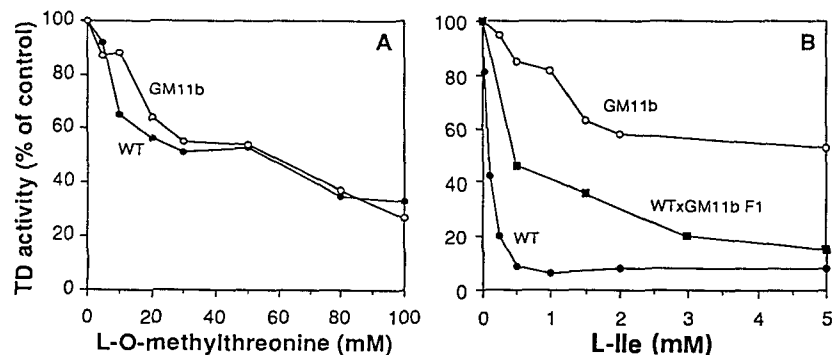 TD activity (% of control)
100
80
60
40
20
0
A
GM11b
WT
0 20 40 60 80 100
L-O-methylthreonine (mM)
100
80
60
40
20
0
B
GM11b
WTxGM11b F1
WT
0 1 2 3 4 5
L-Ile (mM)